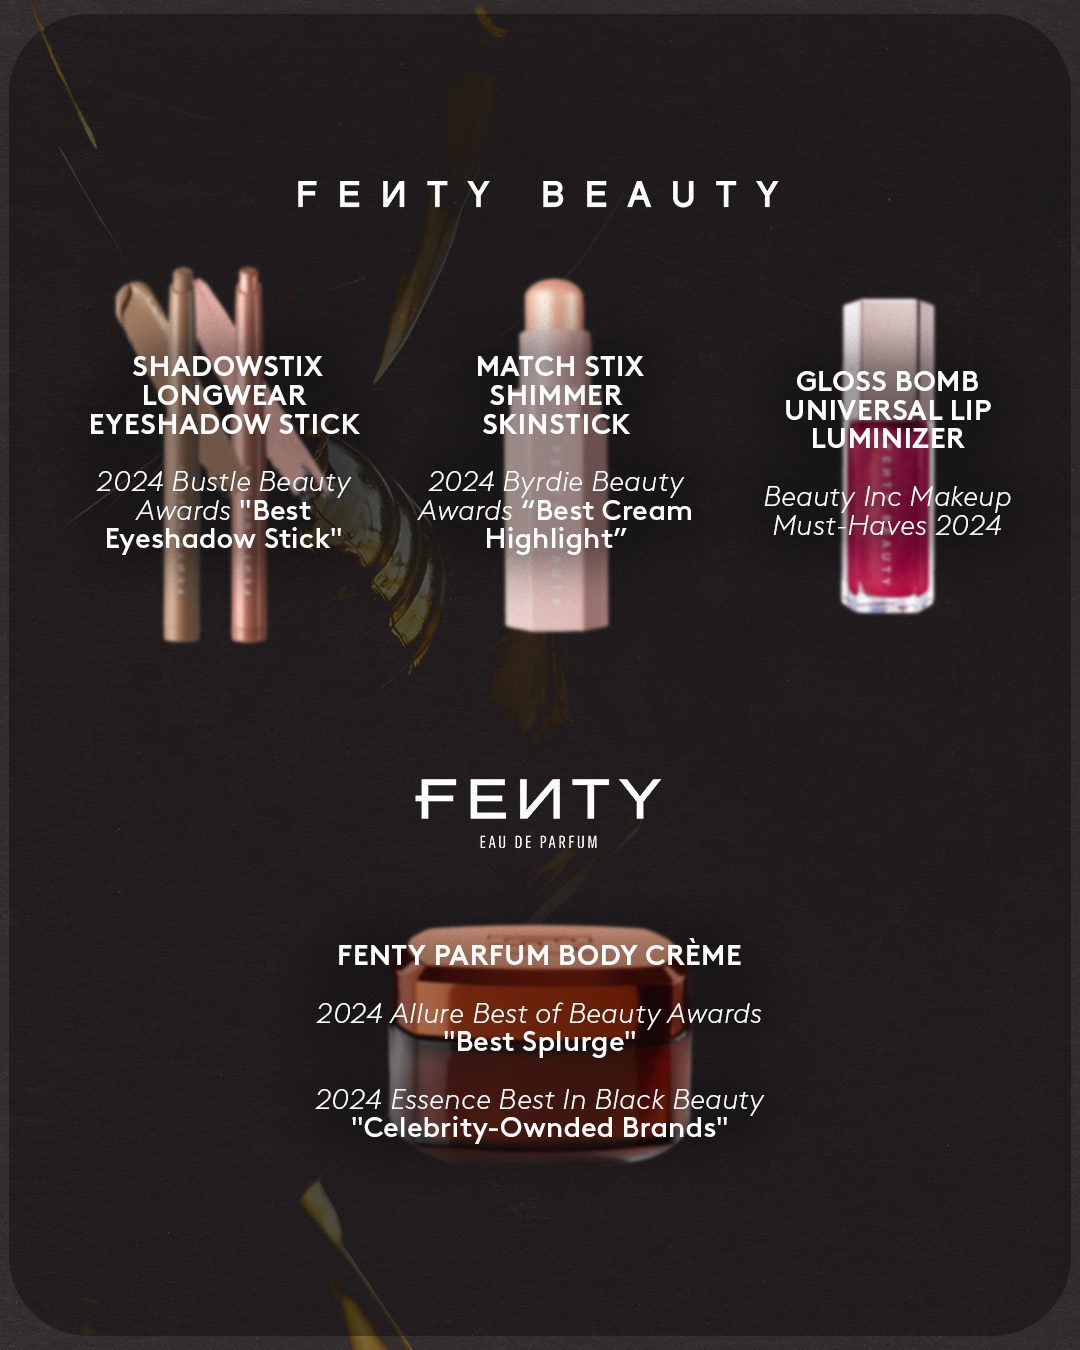 FEИTY BEAUTY
SHADOWSTIX
LONGWEAR
EYESHADOW STICK
2024 Bustle Beauty
Awards "Best
Eyeshadow Stick"
MATCH STIX
SHIMMER
SKINSTICK
2024 Byrdie Beauty
Awards “Best Cream
Highlight”
GLOSS BOMB
UNIVERSAL LIP
LUMINIZER
Beauty Inc Makeup
Must-Haves 2024
FEИTY
EAU DE PARFUM
FENTY PARFUM BODY CRÈME
2024 Allure Best of Beauty Awards
"Best Splurge"
2024 Essence Best In Black Beauty
"Celebrity-Ownded Brands"